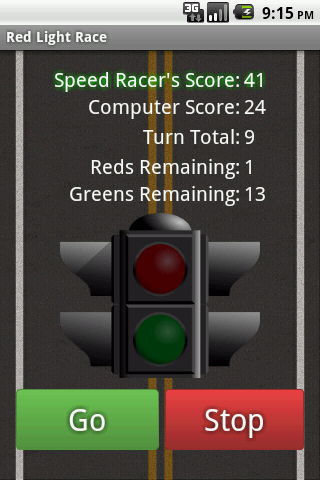 3G
9:15 PM
Red Light Race
Speed Racer's Score: 41
Computer Score: 24
Turn Total: 9
Reds Remaining: 1
Greens Remaining: 13
Go
Stop